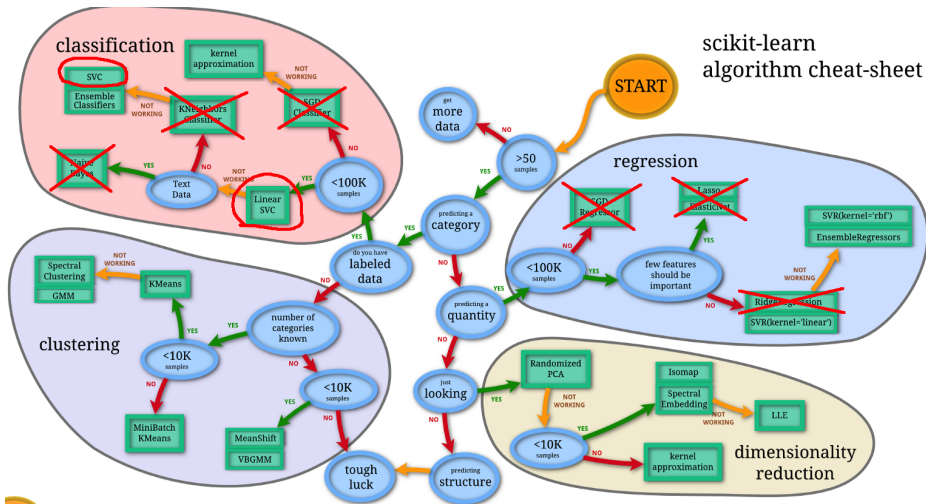 classification
scikit-learn
algorithm cheat-sheet
START
kernel
approximation
NOT
WORKING
SVC
Ensemble
Classifiers
NOT
WORKING
KNeighbors
Classifier
SGD
Classifier
NO
YES
Naive
Bayes
YES
NO
Text
Data
NOT
WORKING
Linear
SVC
YES
<100K
samples
YES
get
more
data
NO
>50
samples
YES
predicting a
category
YES
NO
do you have
labeled
data
NO
regression
SGD
Regressor
NO
Lasso
ElasticNet
YES
SVR(kernel='rbf')
EnsembleRegressors
NOT
WORKING
<100K
samples
YES
few features
should be
important
NO
RidgeRegression
SVR(kernel='linear')
predicting a
quantity
YES
NO
clustering
Spectral
Clustering
GMM
NOT
WORKING
KMeans
YES
<10K
samples
NO
MiniBatch
KMeans
YES
number of
categories
known
NO
<10K
samples
YES
NO
MeanShift
VBGMM
tough
luck
just
looking
YES
NO
predicting
structure
Randomized
PCA
NOT
WORKING
<10K
samples
YES
NO
Isomap
Spectral
Embedding
NOT
WORKING
LLE
kernel
approximation
dimensionality
reduction